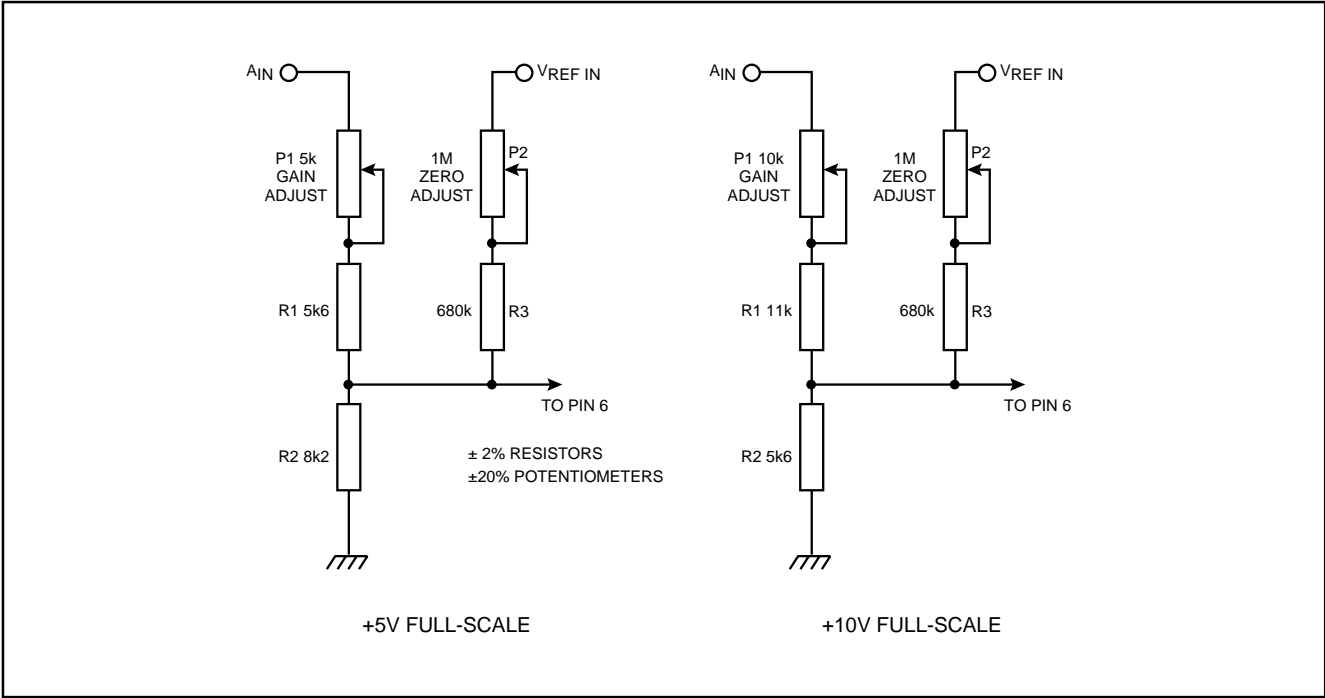 AIN
VREF IN
P1 5k
GAIN
ADJUST
1M
ZERO
ADJUST
P2
R1 5k6
680k
R3
TO PIN 6
R2 8k2
± 2% RESISTORS
±20% POTENTIOMETERS
+5V FULL-SCALE
AIN
VREF IN
P1 10k
GAIN
ADJUST
1M
ZERO
ADJUST
P2
R1 11k
680k
R3
TO PIN 6
R2 5k6
+10V FULL-SCALE